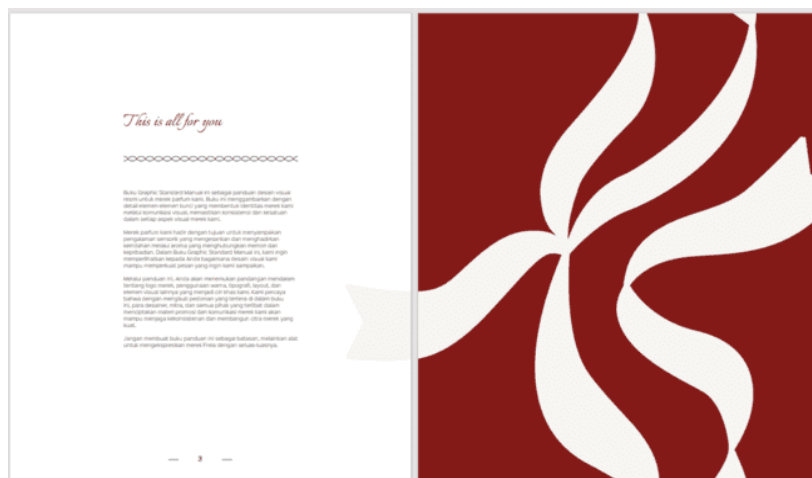 This is all for you
Buku Graphic Standard Manual ini sebagai panduan desain visual
resmi untuk merek parfum kami. Buku ini menggambarkan dengan
detail elemen-elemen kunci yang membentuk identitas merek kami
melalui komunikasi visual, memastikan konsistensi dan kesatuan
dalam setiap aspek visual merek kami.
Merek parfum kami hadir dengan tujuan untuk menyampaikan
pengalaman sensorik yang mengesankan dan menghadirkan
keindahan melalui aroma yang menghubungkan memori dan
kepribadian. Dalam Buku Graphic Standard Manual ini, kami ingin
memperlihatkan kepada Anda bagaimana desain visual kami
mampu memperkuat pesan yang ingin kami sampaikan.
Melalui panduan ini, Anda akan menemukan pandangan mendalam
tentang logo merek, penggunaan warna, tipografi, layout, dan
elemen visual lainnya yang menjadi ciri khas kami. Kami percaya
bahwa dengan mengikuti pedoman yang tertera di dalam buku
ini, para desainer, mitra, dan semua pihak yang terlibat dalam
menciptakan materi promosi dan komunikasi merek kami akan
mampu menjaga kekonsistenan dan membangun citra merek yang
kuat.
Jangan membuat buku panduan ini sebagai batasan, melainkan alat
untuk mengekspresikan merek dengan seluas-luasnya.
3